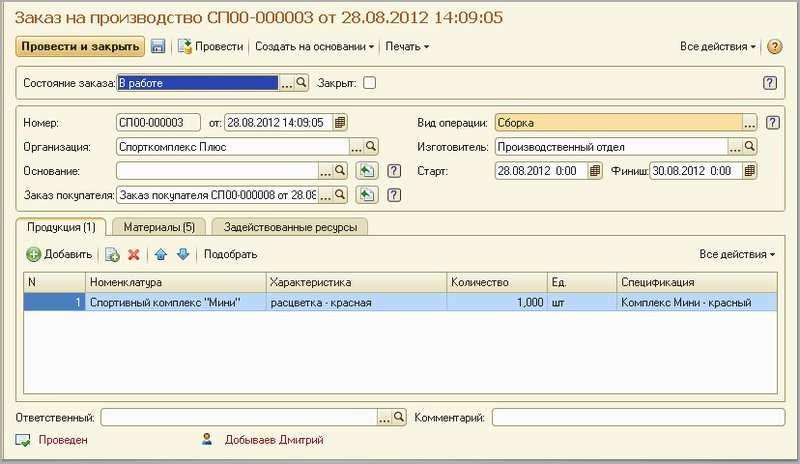 Заказ на производство СП00-000003 от 28.08.2012 14:09:05
Провести и закрыть Провести Создать на основании Печать Все действия ?
Состояние заказа: В работе ... Закрыт: ?
Номер: СП00-000003 от: 28.08.2012 14:09:05 Вид операции: Сборка ... ?
Организация: Спорткомплекс Плюс ... Изготовитель: Производственный отдел ...
Основание: ... ? Старт: 28.08.2012 0:00 Финиш: 30.08.2012 0:00
Заказ покупателя: Заказ покупателя СП00-000008 от 28.08 ... ?
Продукция (1) Материалы (5) Задействованные ресурсы
Добавить Подобрать Все действия
N Номенклатура Характеристика Количество Ед. Спецификация
1 Спортивный комплекс "Мини" расцветка - красная 1,000 шт Комплекс Мини - красный
Ответственный: ... Комментарий:
Проведен Добываев Дмитрий